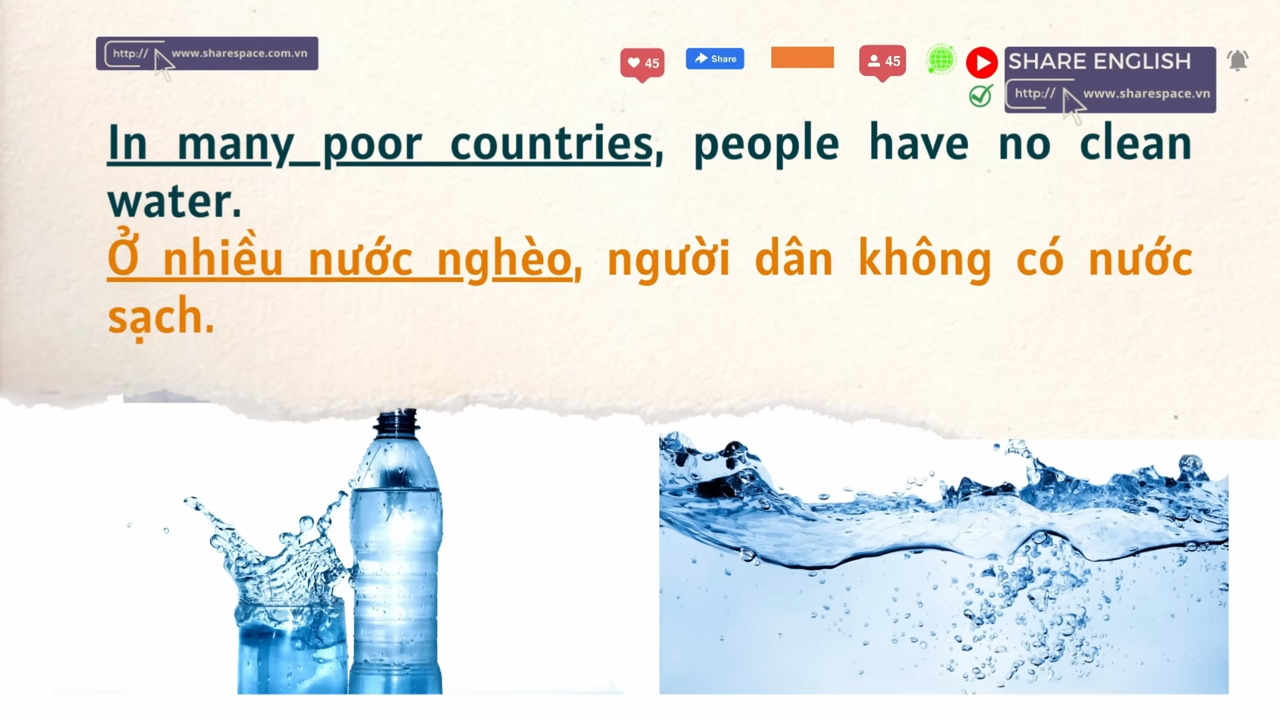 http:// www.sharespace.com.vn
45
Share
45
SHARE ENGLISH
http:// www.sharespace.vn
In many poor countries, people have no clean
water.
Ở nhiều nước nghèo, người dân không có nước
sạch.